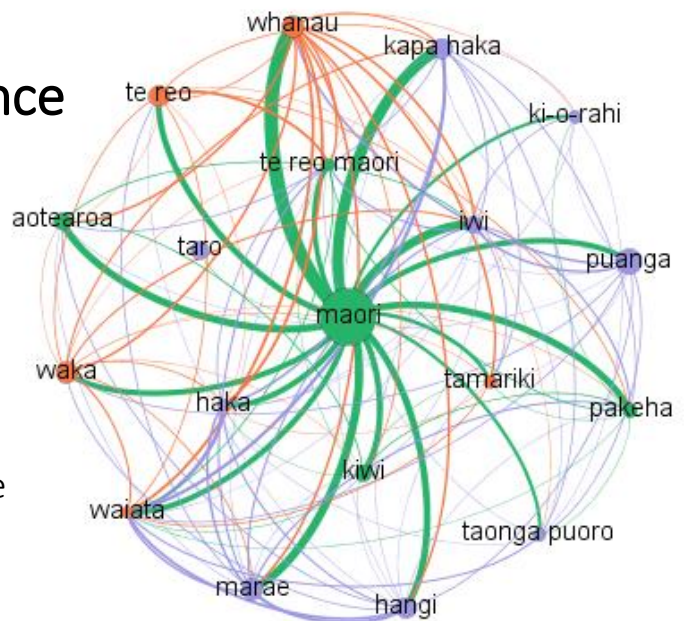 whanau
kapa haka
nce
te reo
ki-o-rahi
te reo maori
aotearoa
taro
iwi
puanga
maori
waka
haka
tamariki
pakeha
kiwi
e
waiata
taonga puoro
marae
hangi